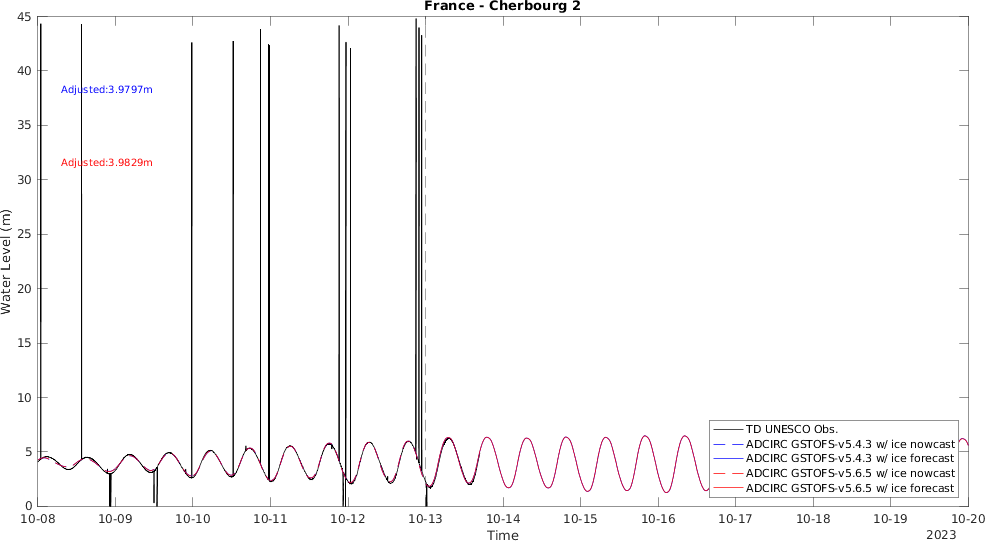 France - Cherbourg 2
45
40
35
30
25
20
15
10
5
0
Water Level (m)
Adjusted:3.9797m
Adjusted:3.9829m
TD UNESCO Obs.
ADCIRC GSTOFS-v5.4.3 w/ ice nowcast
ADCIRC GSTOFS-v5.4.3 w/ ice forecast
ADCIRC GSTOFS-v5.6.5 w/ ice nowcast
ADCIRC GSTOFS-v5.6.5 w/ ice forecast
10-08 10-09 10-10 10-11 10-12 10-13 10-14 10-15 10-16 10-17 10-18 10-19 10-20
Time
2023